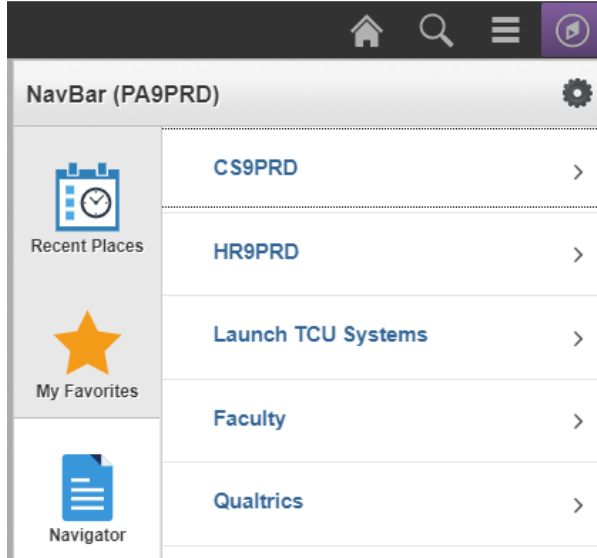 NavBar (PA9PRD)
Recent Places
My Favorites
Navigator
CS9PRD
HR9PRD
Launch TCU Systems
Faculty
Qualtrics